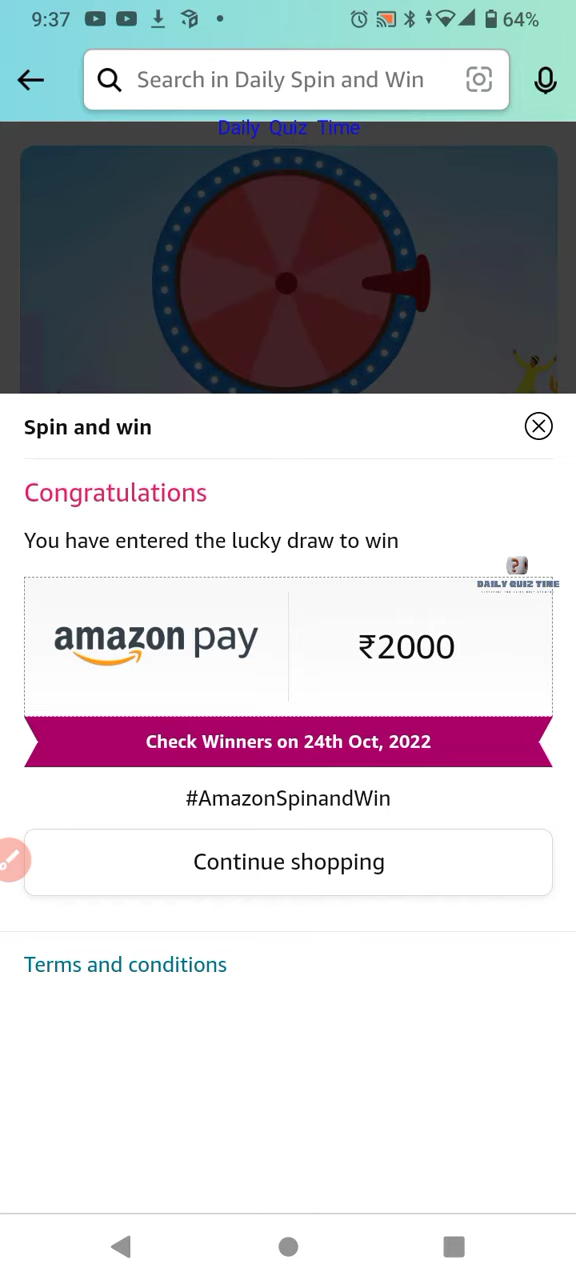 9:37
64%
Search in Daily Spin and Win
Daily Quiz Time
Spin and win
Congratulations
You have entered the lucky draw to win
DAILY QUIZ TIME
amazon pay
₹2000
Check Winners on 24th Oct, 2022
#AmazonSpinandWin
Continue shopping
Terms and conditions